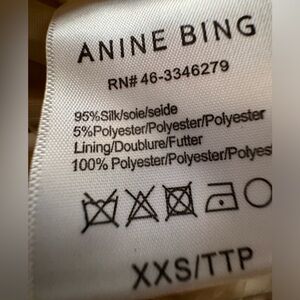 ANINE BING
RN# 46-3346279
95%Silk/soie/seide
5%Polyester/Polyester/Polyester
Lining/Doublure/Futter
100% Polyester/Polyester/Polyes
XXS/TTP